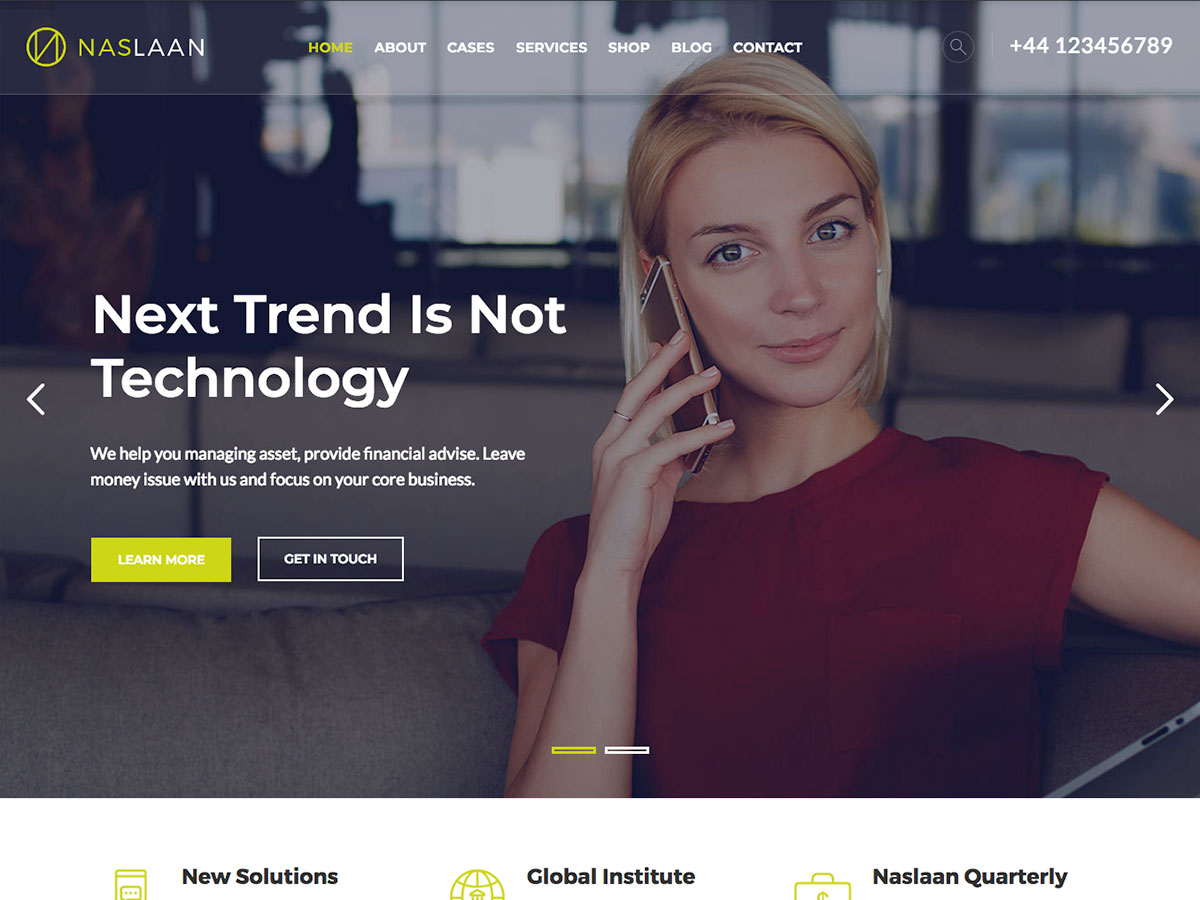 NASLAAN
HOME ABOUT CASES SERVICES SHOP BLOG CONTACT
+44 123456789
Next Trend Is Not
Technology
We help you managing asset, provide financial advise. Leave
money issue with us and focus on your core business.
LEARN MORE
GET IN TOUCH
New Solutions
Global Institute
Naslaan Quarterly